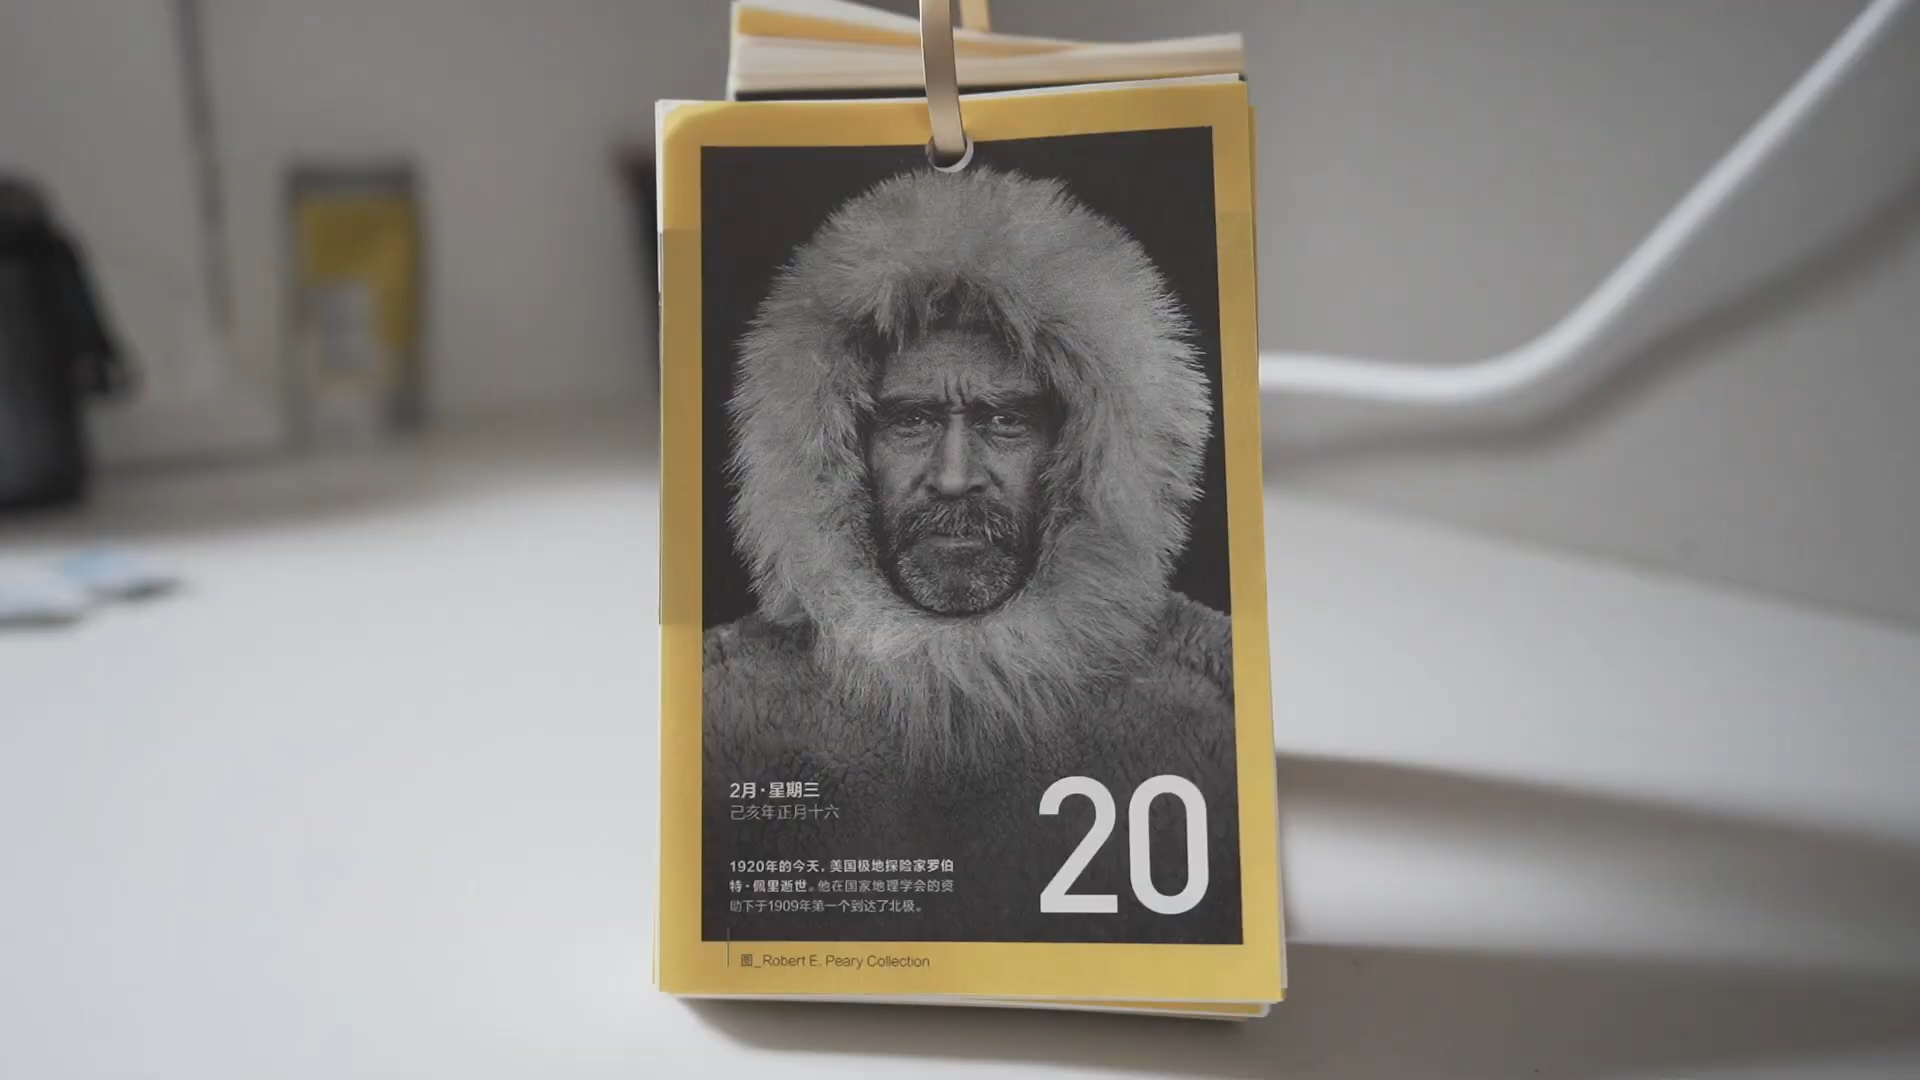 2月·星期三
己亥年正月十六
20
1920年的今天，美国极地探险家罗伯
特·佩里逝世。他在国家地理学会的资
助下于1909年第一个到达了北极。
图_Robert E. Peary Collection